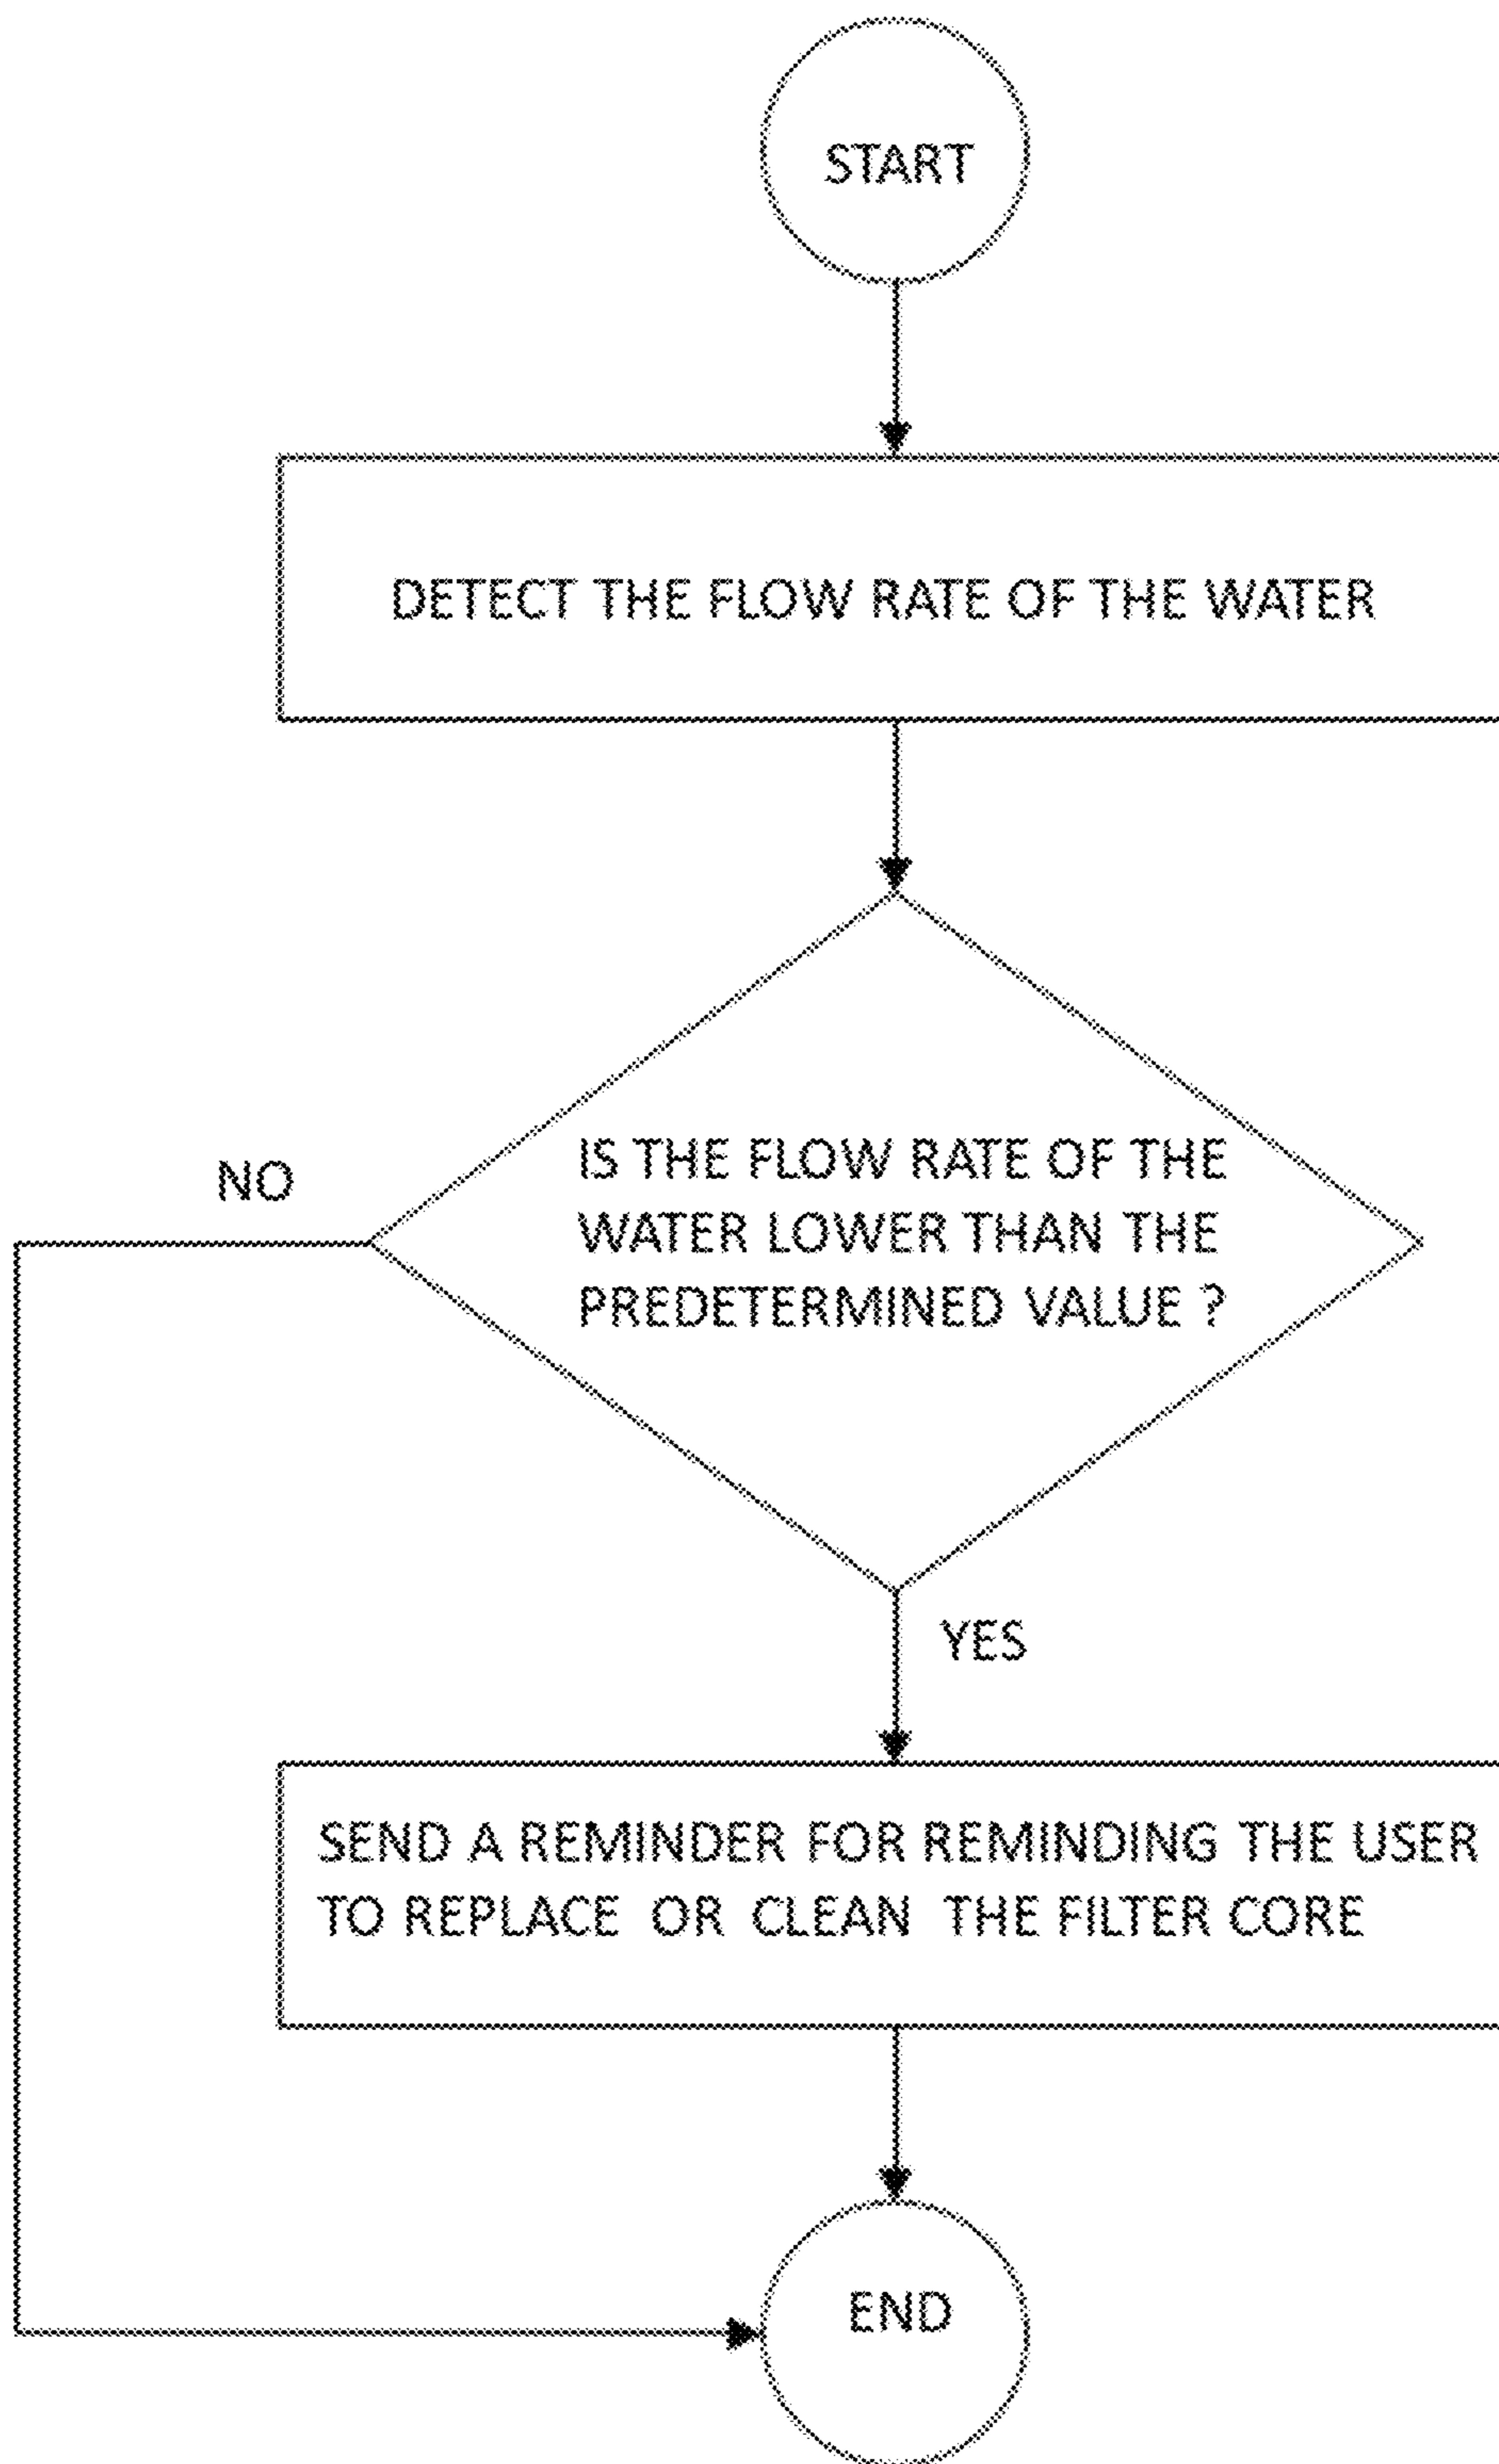 START
DETECT THE FLOW RATE OF THE WATER
IS THE FLOW RATE OF THE
WATER LOWER THAN THE
PREDETERMINED VALUE ?
NO
YES
SEND A REMINDER FOR REMINDING THE USER
TO REPLACE OR CLEAN THE FILTER CORE
END